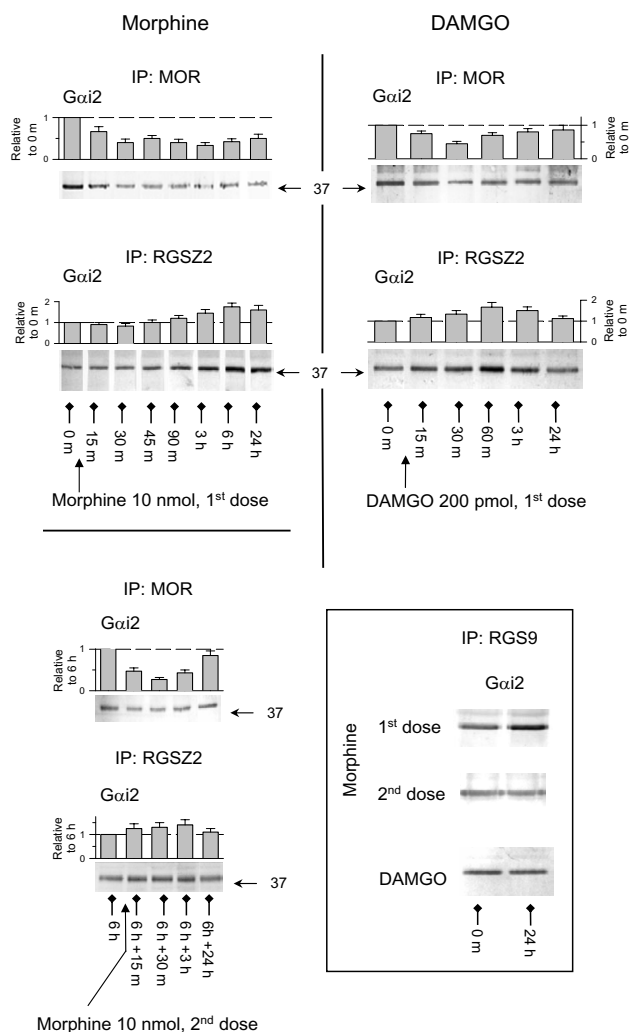 Morphine
DAMGO
IP: MOR
Gαi2
Relative to 0 m
1
0
37
IP: MOR
Gαi2
1
0
Relative to 0 m
IP: RGSZ2
Gαi2
Relative to 0 m
2
1
0
37
IP: RGSZ2
Gαi2
2
1
0
Relative to 0 m
0 m
15 m
30 m
45 m
90 m
3 h
6 h
24 h
Morphine 10 nmol, 1st dose
0 m
15 m
30 m
60 m
3 h
24 h
DAMGO 200 pmol, 1st dose
IP: MOR
Gαi2
Relative to 6 h
1
0
37
IP: RGSZ2
Gαi2
Relative to 6 h
1
0
37
6 h
6 h +15 m
6 h +30 m
6 h +3 h
6h +24 h
Morphine 10 nmol, 2nd dose
IP: RGS9
Gαi2
Morphine
1st dose
2nd dose
DAMGO
0 m
24 h